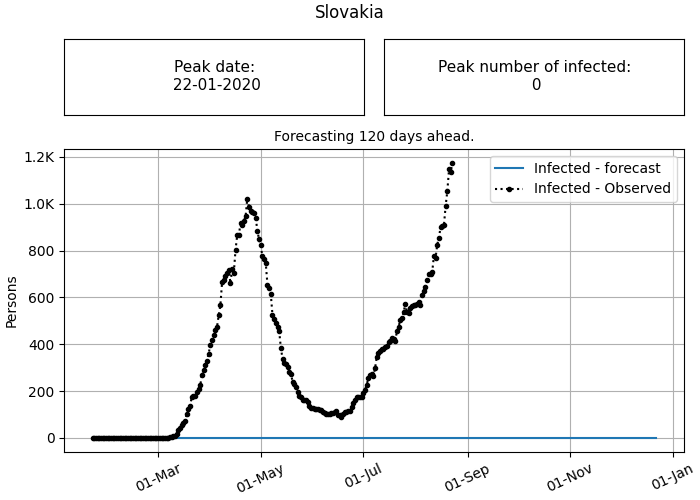 Slovakia
Peak date:
22-01-2020
Peak number of infected:
0
Forecasting 120 days ahead.
Infected - forecast
Infected - Observed
Persons
1.2K
1.0K
800
600
400
200
0
01-Mar
01-May
01-Jul
01-Sep
01-Nov
01-Jan